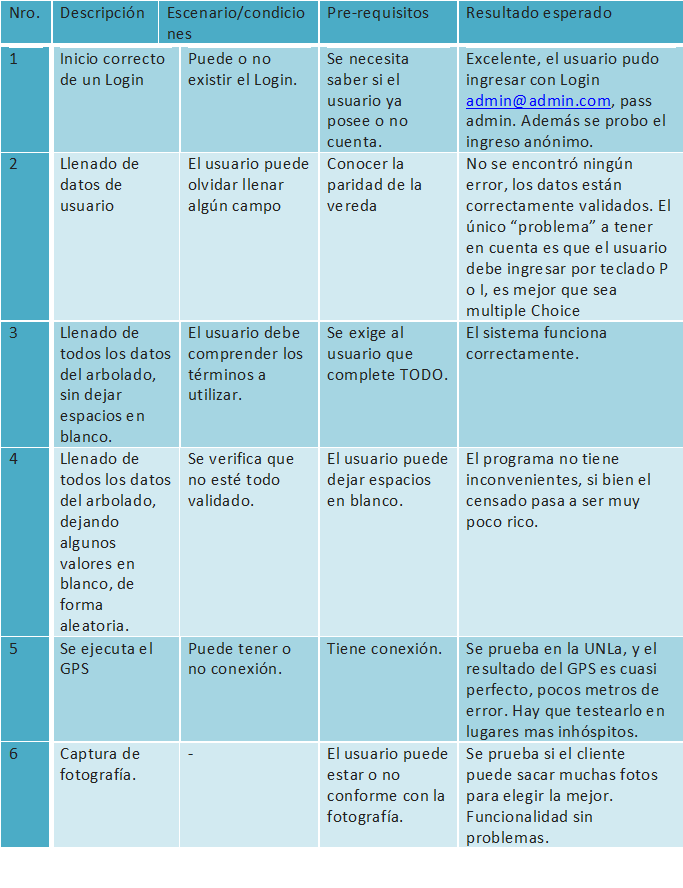 Nro. Descripción Escenario/condicio Pre-requisitos Resultado esperado
nes
1 Inicio correcto Puede o no Se necesita Excelente, el usuario pudo
de un Login existir el Login. saber si el ingresar con Login
usuario ya admin@admin.com, pass
posee o no admin. Además se probo el
cuenta. ingreso anónimo.
2 Llenado de El usuario puede Conocer la No se encontró ningún
datos de olvidar llenar paridad de la error, los datos están
usuario algún campo vereda correctamente validados. El
único “problema” a tener
en cuenta es que el usuario
debe ingresar por teclado P
o I, es mejor que sea
multiple Choice
3 Llenado de El usuario debe Se exige al El sistema funciona
todos los datos comprender los usuario que correctamente.
del arbolado, términos a complete TODO.
sin dejar utilizar.
espacios en
blanco.
4 Llenado de Se verifica que El usuario puede El programa no tiene
todos los datos no esté todo dejar espacios inconvenientes, si bien el
del arbolado, validado. en blanco. censado pasa a ser muy
dejando poco rico.
algunos
valores en
blanco, de
forma
aleatoria.
5 Se ejecuta el Puede tener o Tiene conexión. Se prueba en la UNLa, y el
GPS no conexión. resultado del GPS es cuasi
perfecto, pocos metros de
error. Hay que testearlo en
lugares mas inhóspitos.
6 Captura de - El usuario puede Se prueba si el cliente
fotografía. estar o no puede sacar muchas fotos
conforme con la para elegir la mejor.
fotografía. Funcionalidad sin
problemas.